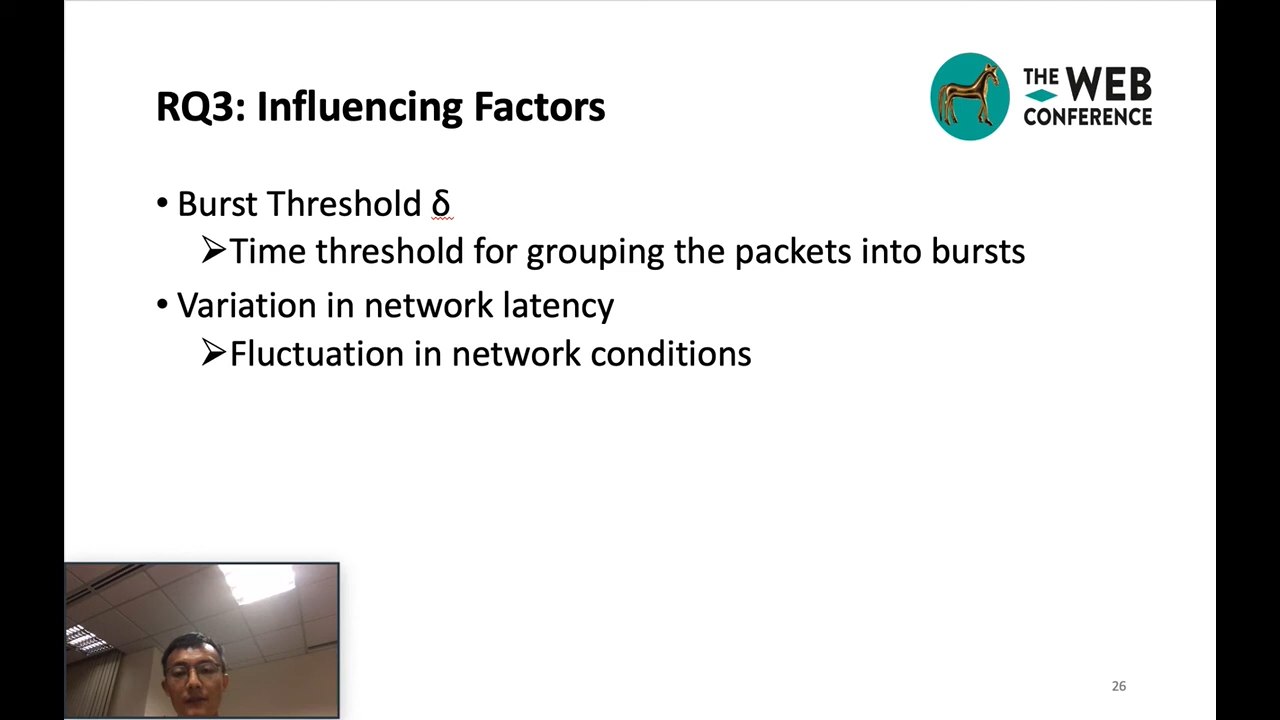 RQ3: Influencing Factors
THE WEB
CONFERENCE
• Burst Threshold δ
➢Time threshold for grouping the packets into bursts
• Variation in network latency
➢Fluctuation in network conditions
26